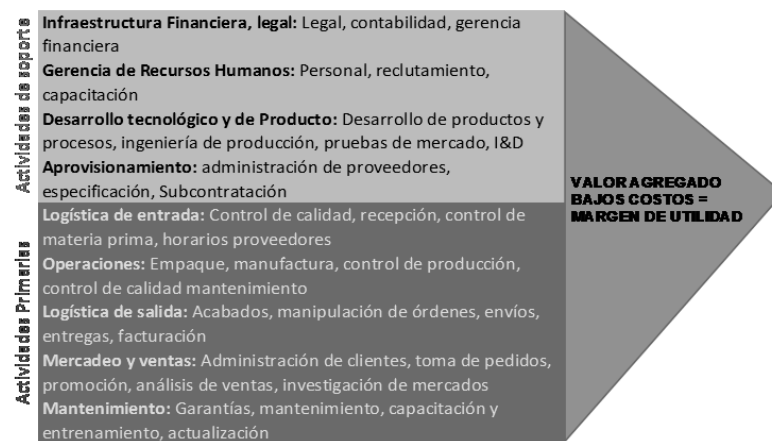 Actividades de soporte
Infraestructura Financiera, legal: Legal, contabilidad, gerencia
financiera
Gerencia de Recursos Humanos: Personal, reclutamiento,
capacitación
Desarrollo tecnológico y de Producto: Desarrollo de productos y
procesos, ingeniería de producción, pruebas de mercado, I&D
Aprovisionamiento: administración de proveedores,
especificación, Subcontratación
Actividades Primarias
Logística de entrada: Control de calidad, recepción, control de
materia prima, horarios proveedores
Operaciones: Empaque, manufactura, control de producción,
control de calidad mantenimiento
Logística de salida: Acabados, manipulación de órdenes, envíos,
entregas, facturación
Mercadeo y ventas: Administración de clientes, toma de pedidos,
promoción, análisis de ventas, investigación de mercados
Mantenimiento: Garantías, mantenimiento, capacitación y
entrenamiento, actualización
VALOR AGREGADO
BAJOS COSTOS =
MARGEN DE UTILIDAD